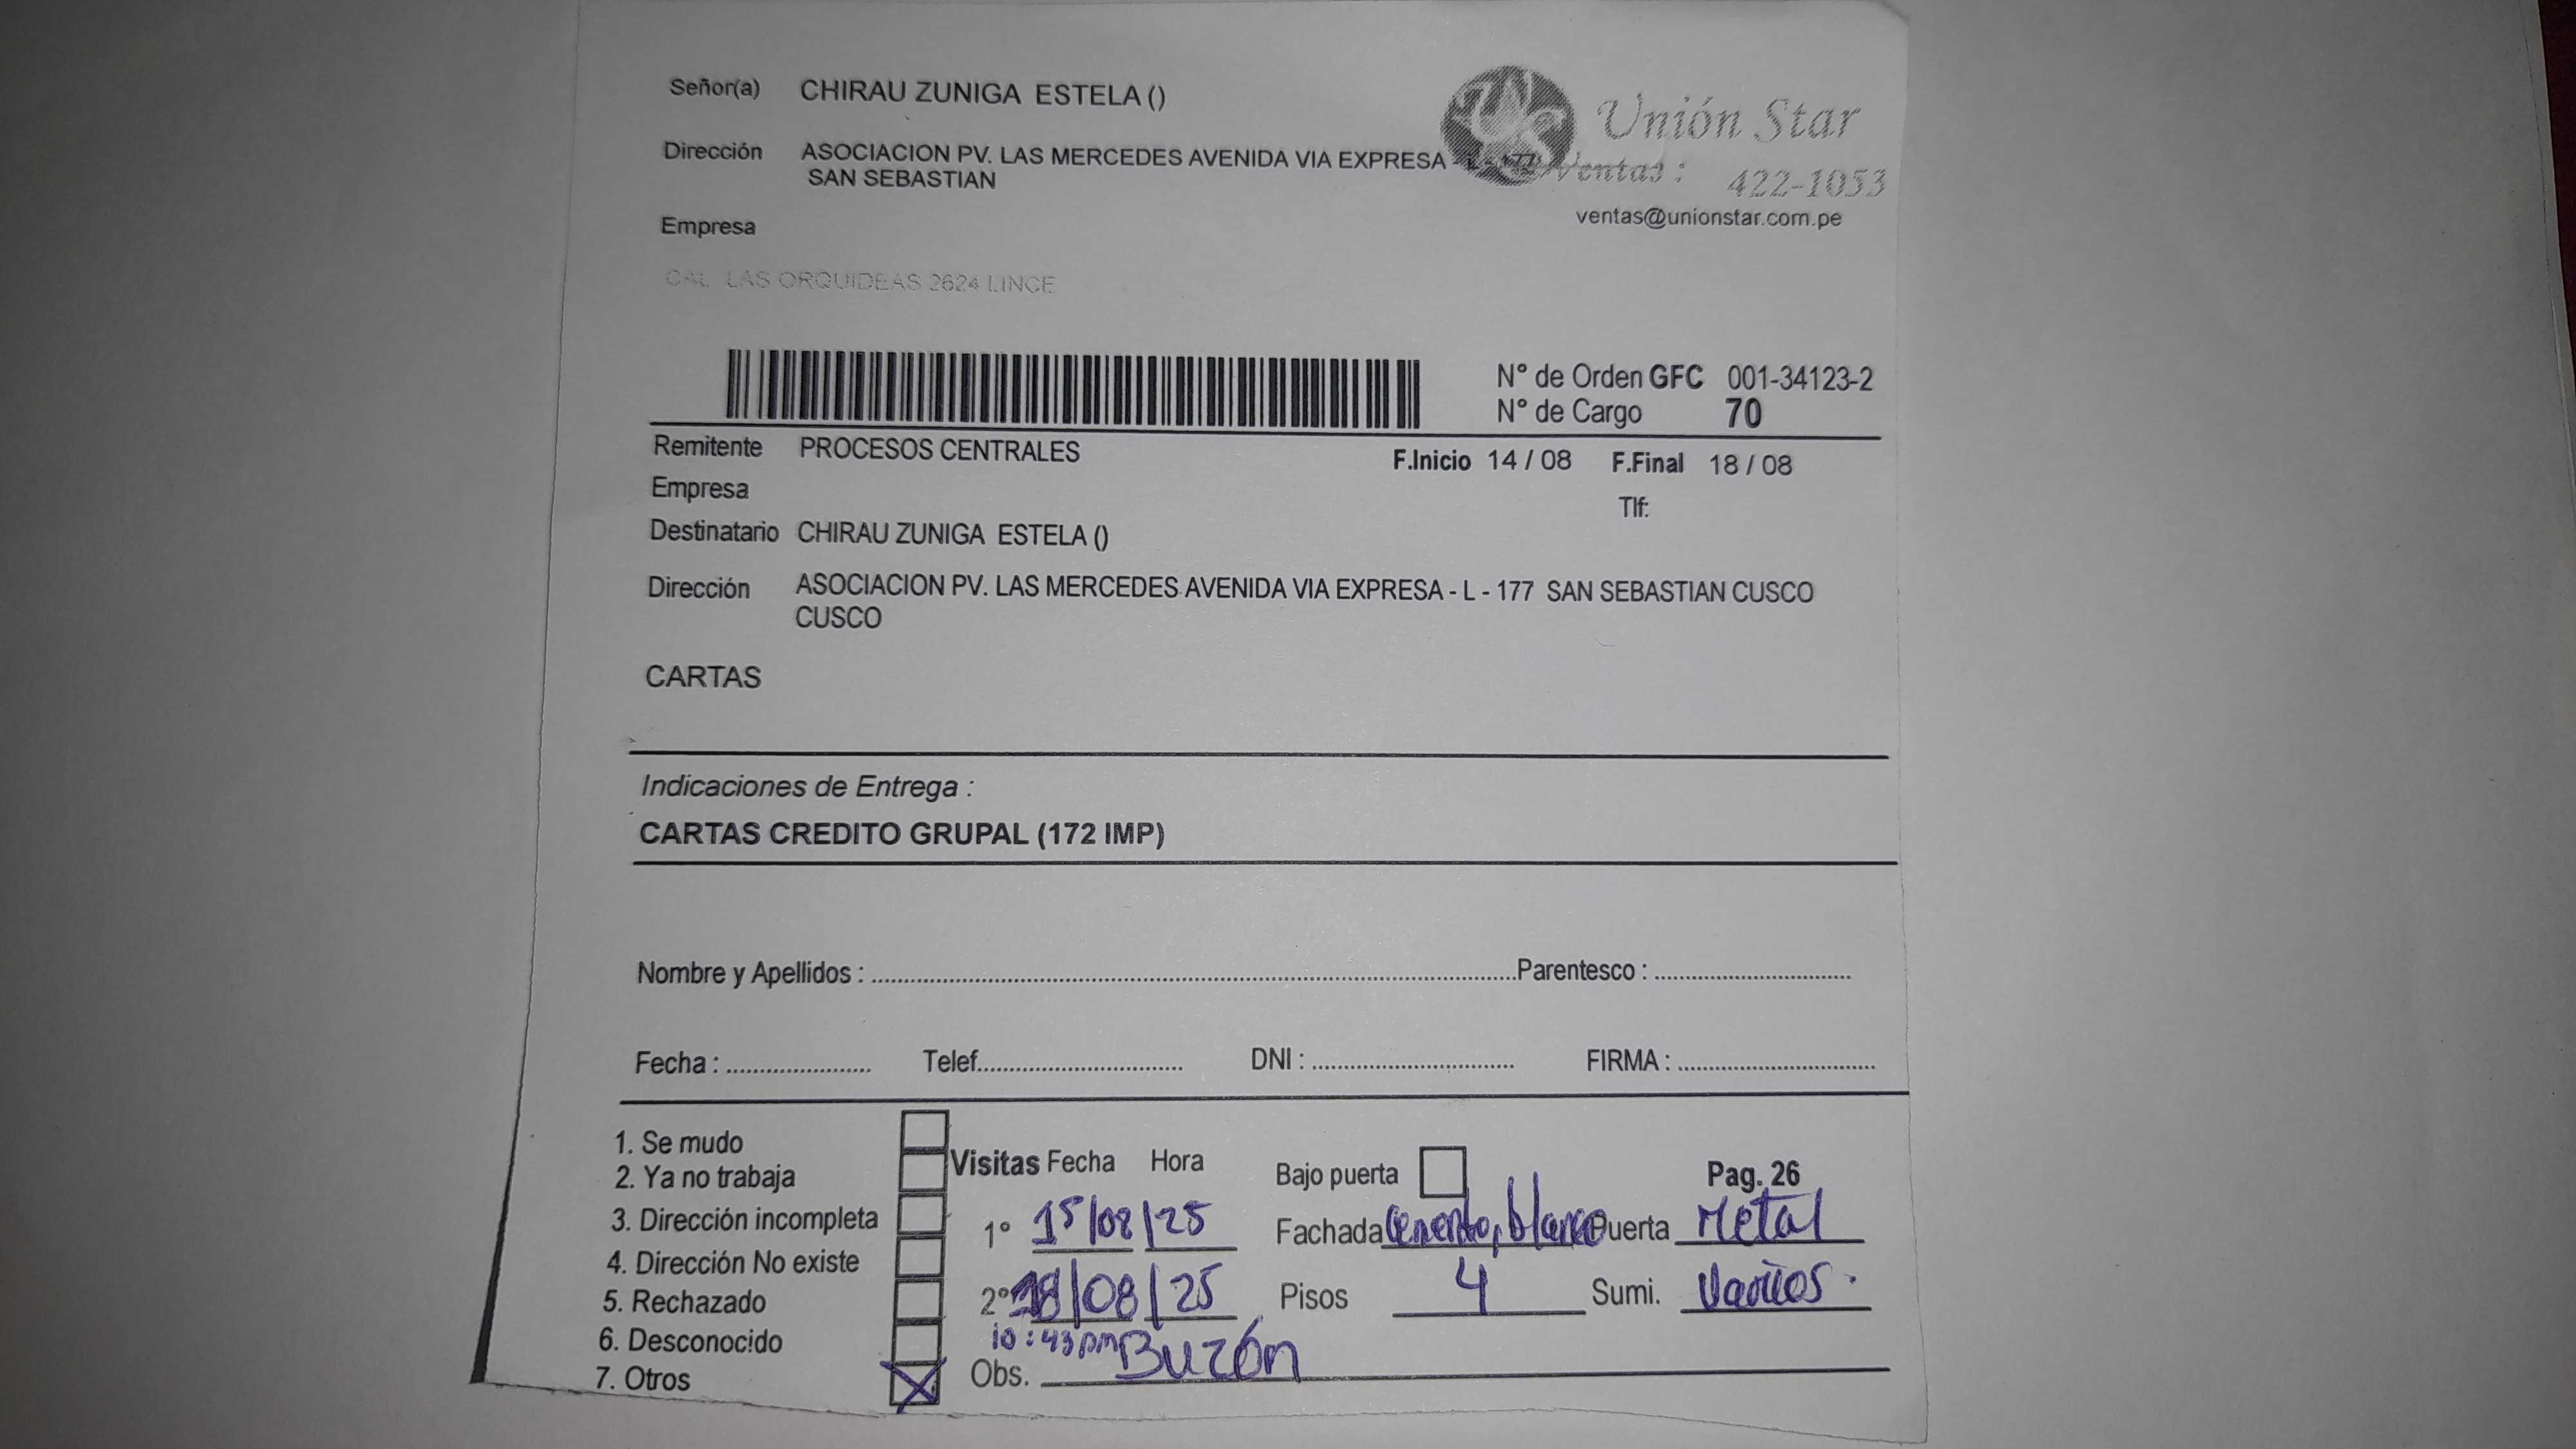 Señor(a) CHIRAU ZUNIGA ESTELA ()
Unión Star
Dirección ASOCIACION PV. LAS MERCEDES AVENIDA VIA EXPRESA - L - 177
SAN SEBASTIAN
Ventas : 422-1053
ventas@unionstar.com.pe
Empresa
CAL LAS ORQUIDEAS 2624 LINCE
N° de Orden GFC 001-34123-2
N° de Cargo 70
Remitente PROCESOS CENTRALES
F.Inicio 14 / 08 F.Final 18 / 08
Empresa
Tlf:
Destinatario CHIRAU ZUNIGA ESTELA ()
Dirección ASOCIACION PV. LAS MERCEDES AVENIDA VIA EXPRESA - L - 177 SAN SEBASTIAN CUSCO
CUSCO
CARTAS
Indicaciones de Entrega :
CARTAS CREDITO GRUPAL (172 IMP)
Nombre y Apellidos : Parentesco :
Fecha : Telef. DNI : FIRMA :
1. Se mudo
2. Ya no trabaja
3. Dirección incompleta
4. Dirección No existe
5. Rechazado
6. Desconocido
7. Otros
Visitas Fecha Hora
1° 15/08/25
2° 18/08/25
10:43 pm
Obs. Buzón
Bajo puerta
Pag. 26
Fachada Cemento, blanco Puerta Metal
Pisos 4 Sumi. Varios.